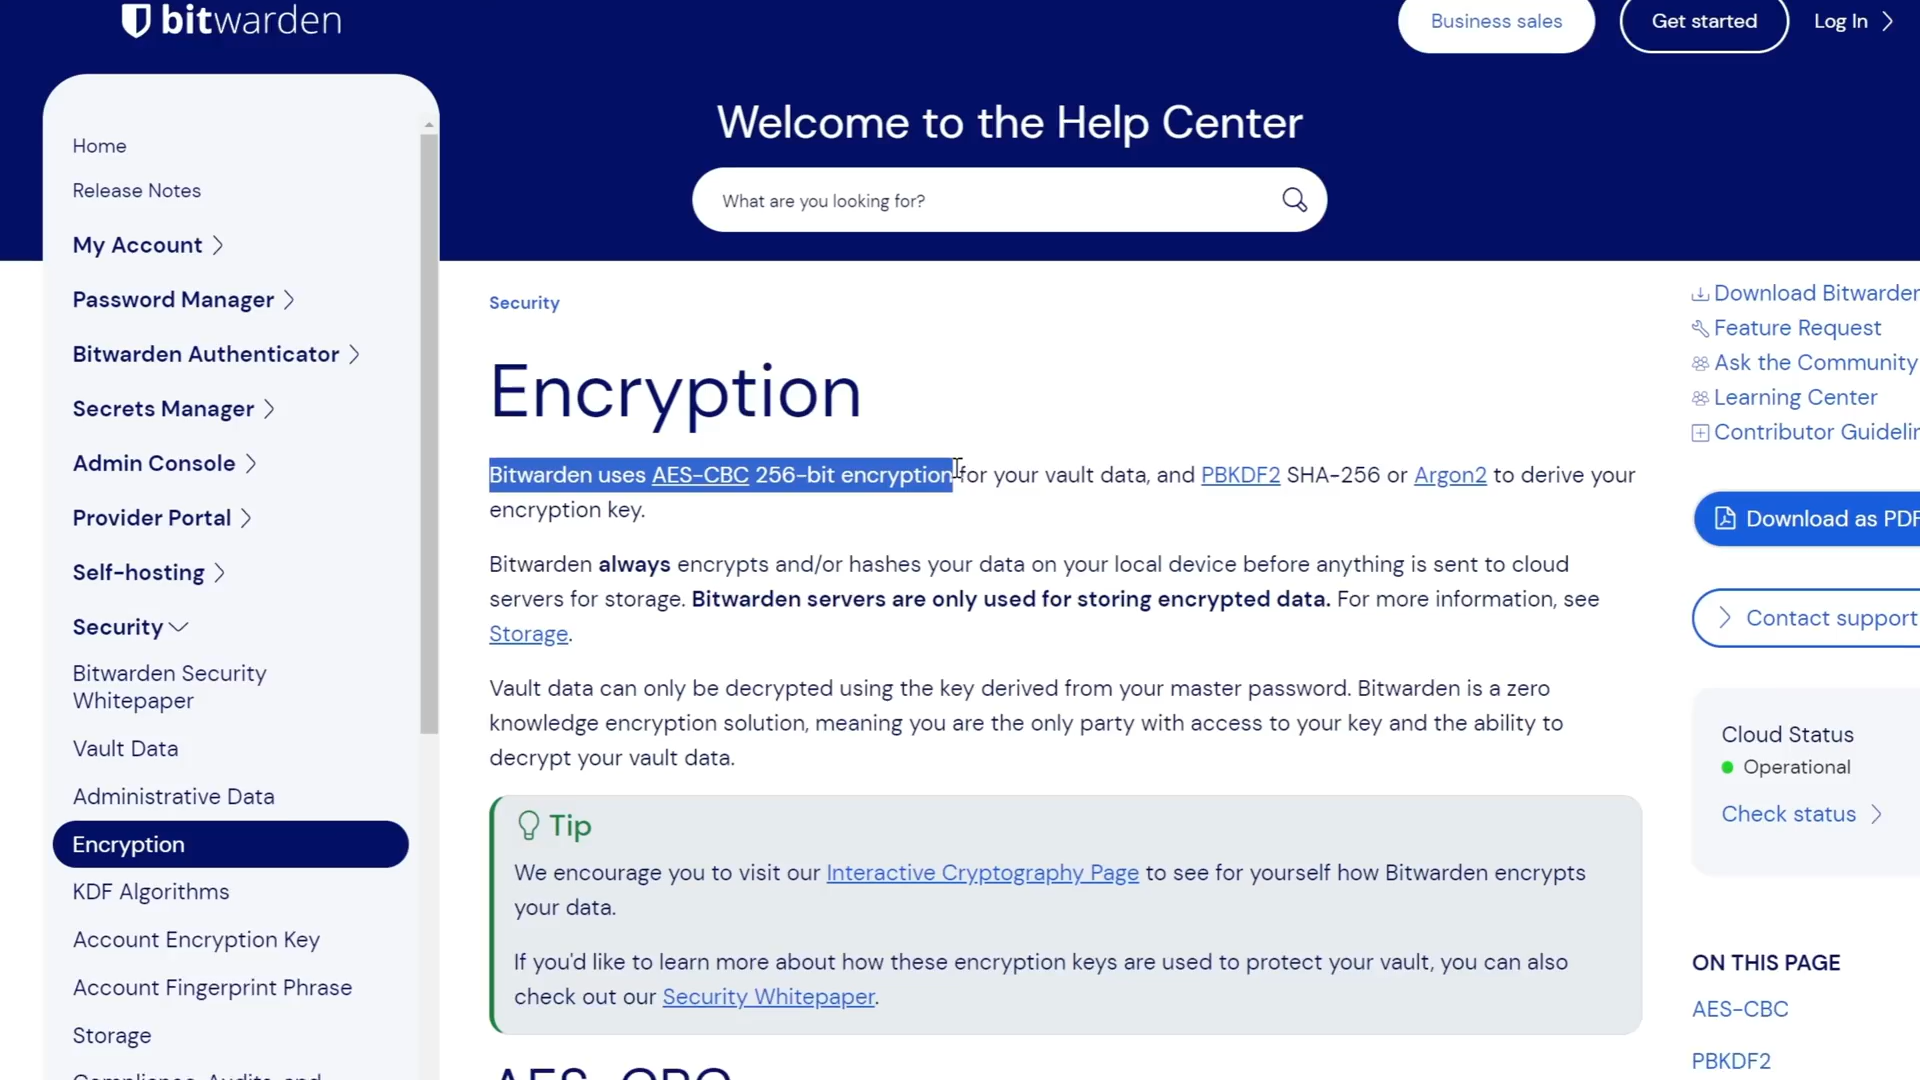 bitwarden
Business sales
Get started
Log In
Welcome to the Help Center
What are you looking for?
Home
Release Notes
My Account
Password Manager
Bitwarden Authenticator
Secrets Manager
Admin Console
Provider Portal
Self-hosting
Security
Bitwarden Security
Whitepaper
Vault Data
Administrative Data
Encryption
KDF Algorithms
Account Encryption Key
Account Fingerprint Phrase
Storage
Compliance, Audits, and
Security
Encryption
Bitwarden uses AES-CBC 256-bit encryption for your vault data, and PBKDF2 SHA-256 or Argon2 to derive your
encryption key.
Bitwarden always encrypts and/or hashes your data on your local device before anything is sent to cloud
servers for storage. Bitwarden servers are only used for storing encrypted data. For more information, see
Storage.
Vault data can only be decrypted using the key derived from your master password. Bitwarden is a zero
knowledge encryption solution, meaning you are the only party with access to your key and the ability to
decrypt your vault data.
Tip
We encourage you to visit our Interactive Cryptography Page to see for yourself how Bitwarden encrypts
your data.
If you'd like to learn more about how these encryption keys are used to protect your vault, you can also
check out our Security Whitepaper.
AES-CBC
Download Bitwarden
Feature Request
Ask the Community
Learning Center
Contributor Guidelin
Download as PDF
Contact support
Cloud Status
Operational
Check status
ON THIS PAGE
AES-CBC
PBKDF2